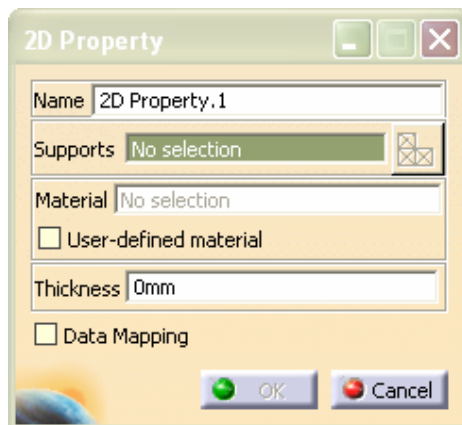 2D Property
Name 2D Property.1
Supports No selection
Material No selection
User-defined material
Thickness 0mm
Data Mapping
OK Cancel